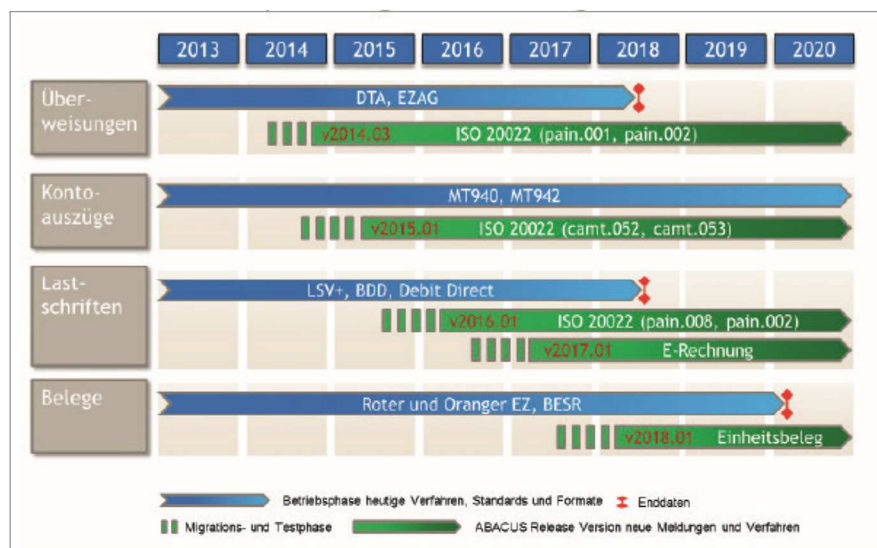 2013 2014 2015 2016 2017 2018 2019 2020
Über-
weisungen
DTA, EZAG
v2014.03 ISO 20022 (pain.001, pain.002)
Konto-
auszüge
MT940, MT942
v2015.01 ISO 20022 (camt.052, camt.053)
Last-
schriften
LSV+, BDD, Debit Direct
v2016.01 ISO 20022 (pain.008, pain.002)
v2017.01 E-Rechnung
Belege
Roter und Oranger EZ, BESR
v2018.01 Einheitsbeleg
Betriebsphase heutige Verfahren, Standards und Formate Enddaten
Migrations- und Testphase ABACUS Release Version neue Meldungen und Verfahren